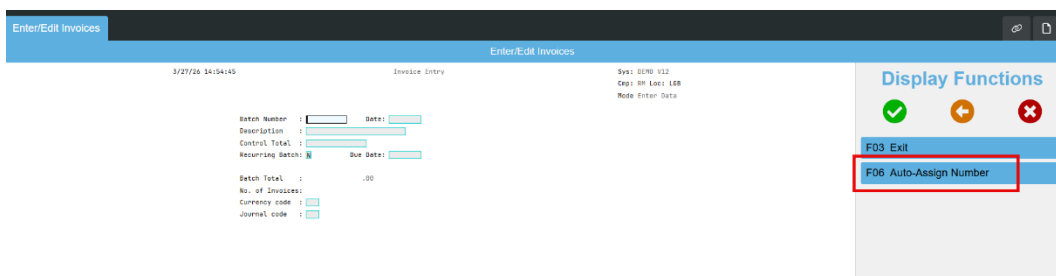 Enter/Edit Invoices
Enter/Edit Invoices
3/27/26 14:54:45 Invoice Entry Sys: DEMO V12
Cmp: RM Loc: LGB
Mode Enter Data
Batch Number : Date:
Description :
Control Total :
Recurring Batch: N Due Date:
Batch Total : .00
No. of Invoices:
Currency code :
Journal code :
Display Functions
F03 Exit
F06 Auto-Assign Number